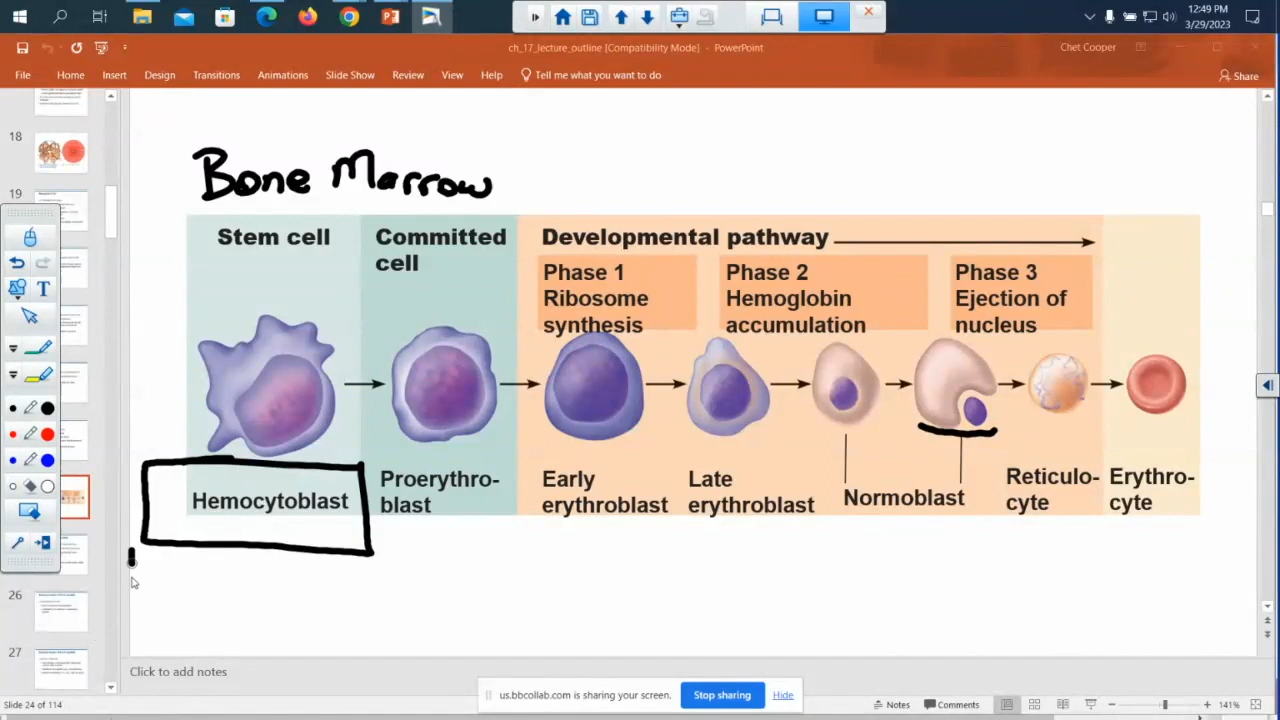 12:49 PM
3/29/2023
ch_17_lecture_outline [Compatibility Mode] - PowerPoint
Chet Cooper
File Home Insert Design Transitions Animations Slide Show Review View Help Tell me what you want to do
Share
18
19
26
27
Bone Marrow
Stem cell
Committed
cell
Developmental pathway
Phase 1
Ribosome
synthesis
Phase 2
Hemoglobin
accumulation
Phase 3
Ejection of
nucleus
Hemocytoblast
Proerythro-
blast
Early
erythroblast
Late
erythroblast
Normoblast
Reticulo-
cyte
Erythro-
cyte
T
Click to add notes
us.bbcollab.com is sharing your screen.
Stop sharing
Hide
Slide 24 of 114
Notes
Comments
141%